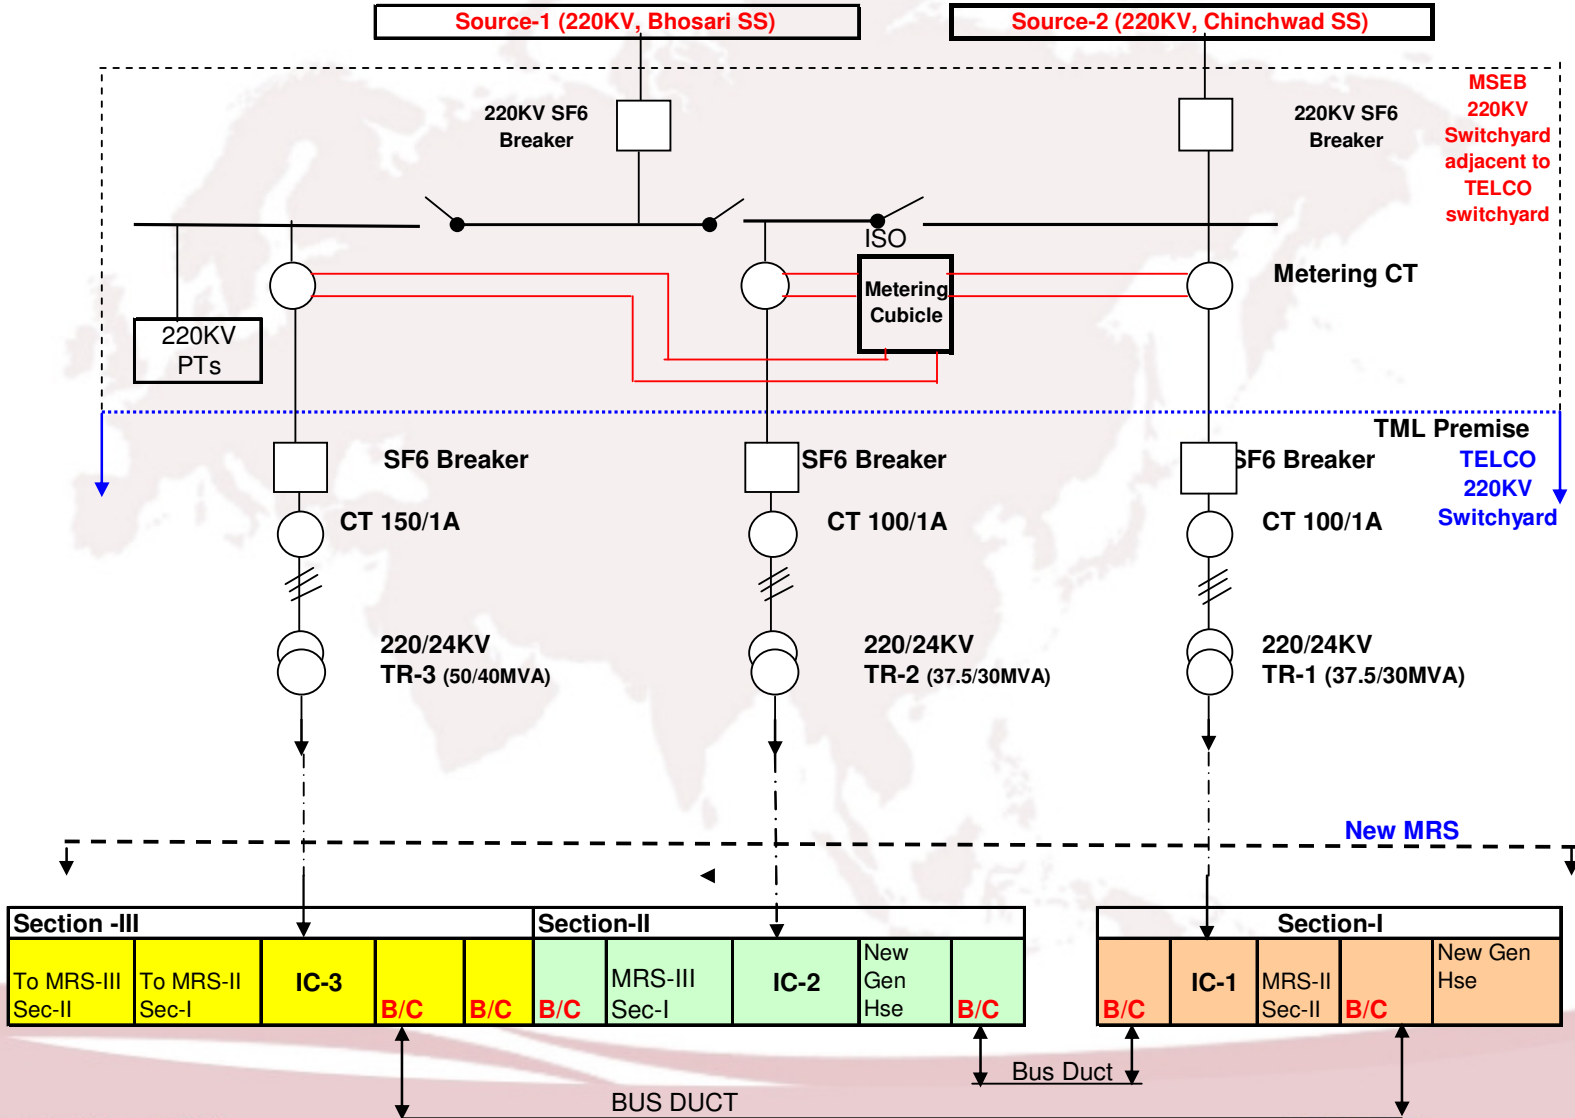 Source-1 (220KV, Bhosari SS)
Source-2 (220KV, Chinchwad SS)
220KV SF6
Breaker
220KV SF6
Breaker
MSEB
220KV
Switchyard
adjacent to
TELCO
switchyard
ISO
Metering
Cubicle
Metering CT
220KV
PTs
TML Premise
TELCO
220KV
Switchyard
SF6 Breaker
SF6 Breaker
SF6 Breaker
CT 150/1A
CT 100/1A
CT 100/1A
220/24KV
TR-3 (50/40MVA)
220/24KV
TR-2 (37.5/30MVA)
220/24KV
TR-1 (37.5/30MVA)
New MRS
Section -III
Section-II
Section-I
To MRS-III
Sec-II
To MRS-II
Sec-I
IC-3
B/C
B/C
B/C
MRS-III
Sec-I
IC-2
New
Gen
Hse
B/C
B/C
IC-1
MRS-II
Sec-II
B/C
New Gen
Hse
Bus Duct
BUS DUCT